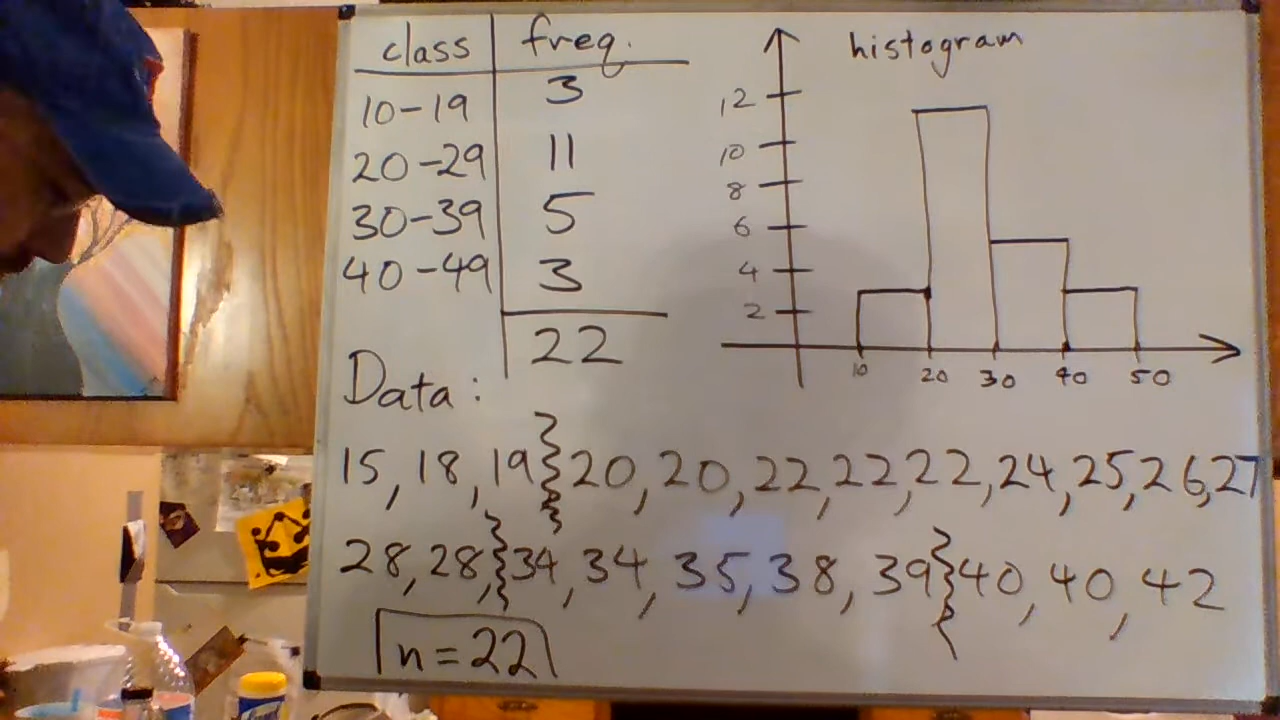 class freq.
10-19 3
20-29 11
30-39 5
40-49 3
22
histogram
12
10
8
6
4
2
10 20 30 40 50
Data:
15, 18, 19 20, 20, 22, 22, 22, 24, 25, 26, 27
28, 28, 34, 34, 35, 38, 39 40, 40, 42
n=22